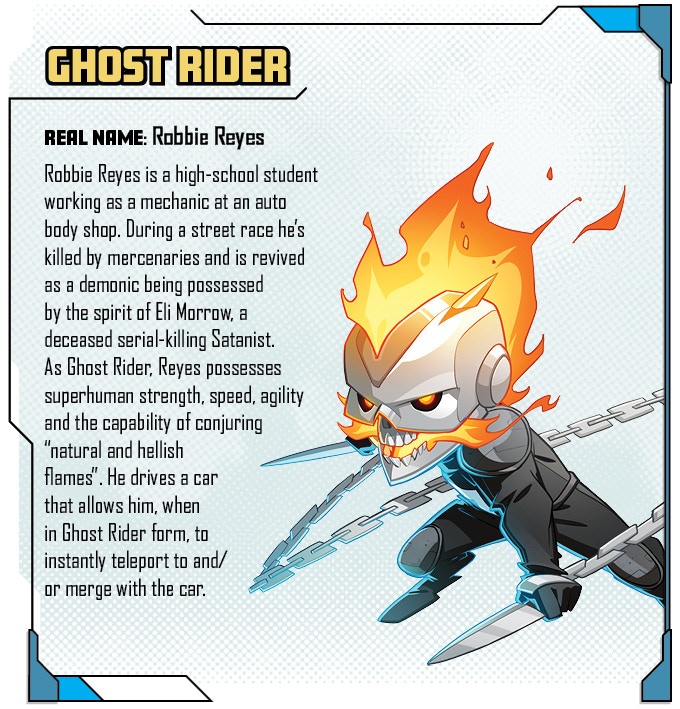 GHOST RIDER
REAL NAME: Robbie Reyes
Robbie Reyes is a high-school student
working as a mechanic at an auto
body shop. During a street race he's
killed by mercenaries and is revived
as a demonic being possessed
by the spirit of Eli Morrow, a
deceased serial-killing Satanist.
As Ghost Rider, Reyes possesses
superhuman strength, speed, agility
and the capability of conjuring
“natural and hellish
flames”. He drives a car
that allows him, when
in Ghost Rider form, to
instantly teleport to and/
or merge with the car.